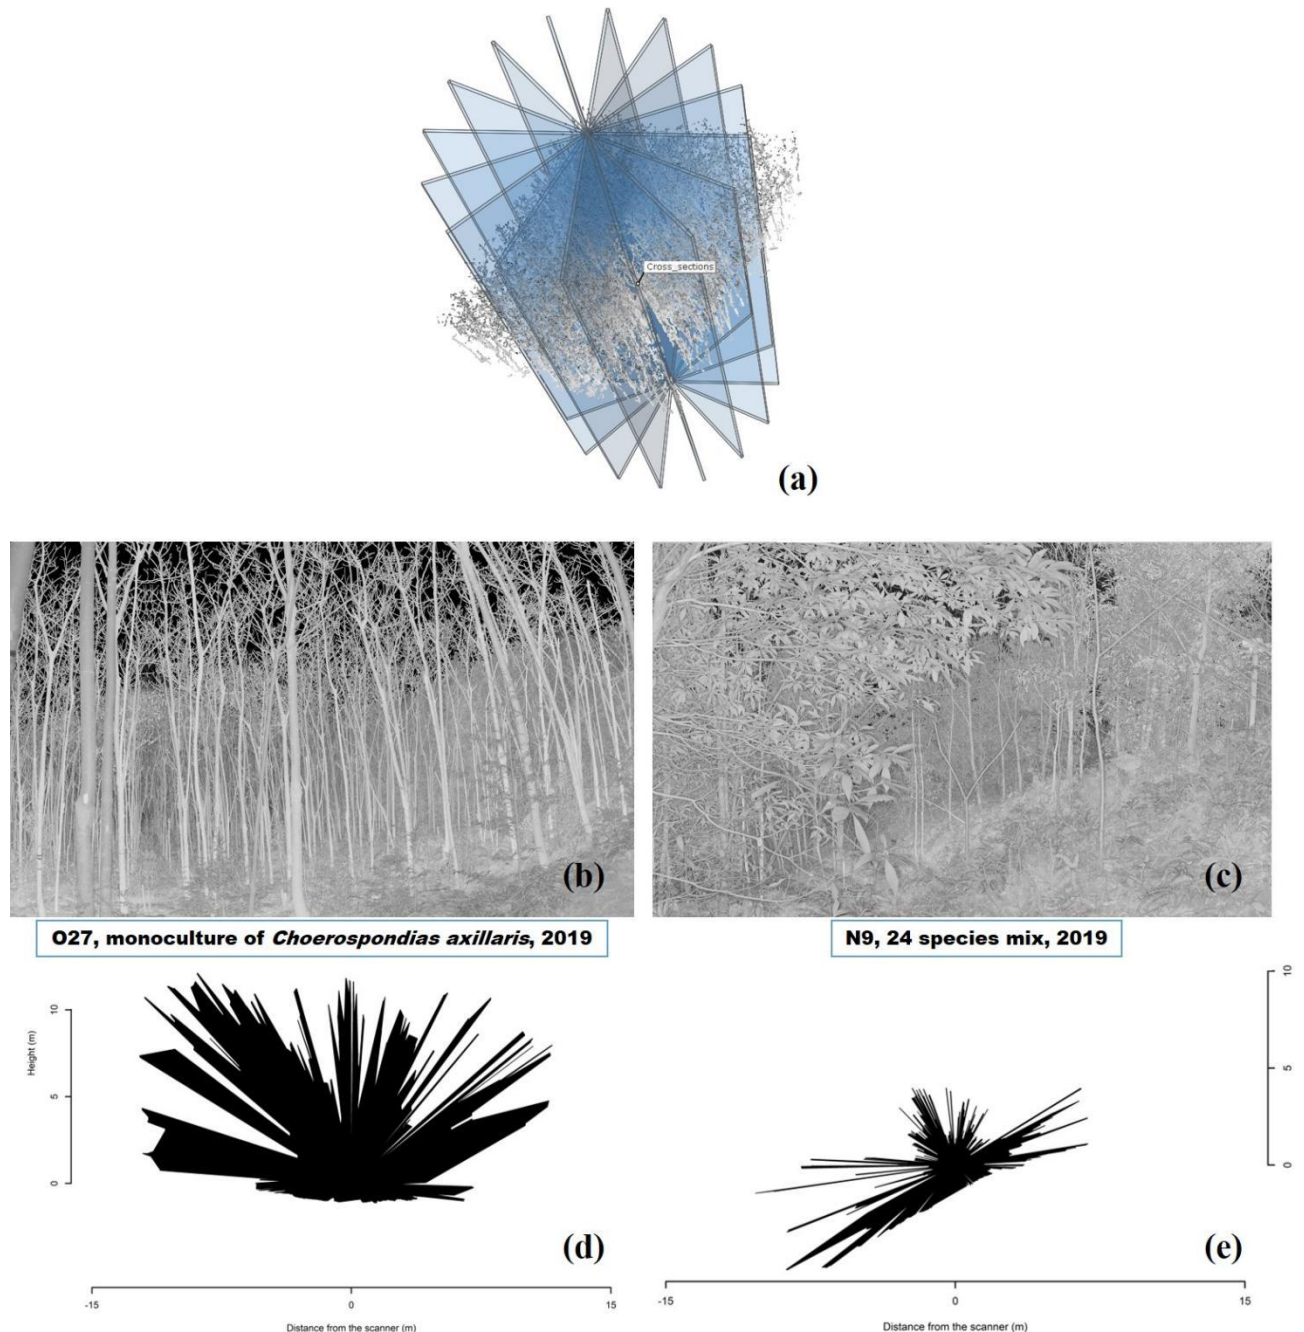 Cross_sections
(a)
(b)
(c)
O27, monoculture of Choerospondias axillaris, 2019
N9, 24 species mix, 2019
Height (m)
10
5
0
10
5
0
(d)
(e)
-15
0
15
-15
0
15
Distance from the scanner (m)
Distance from the scanner (m)